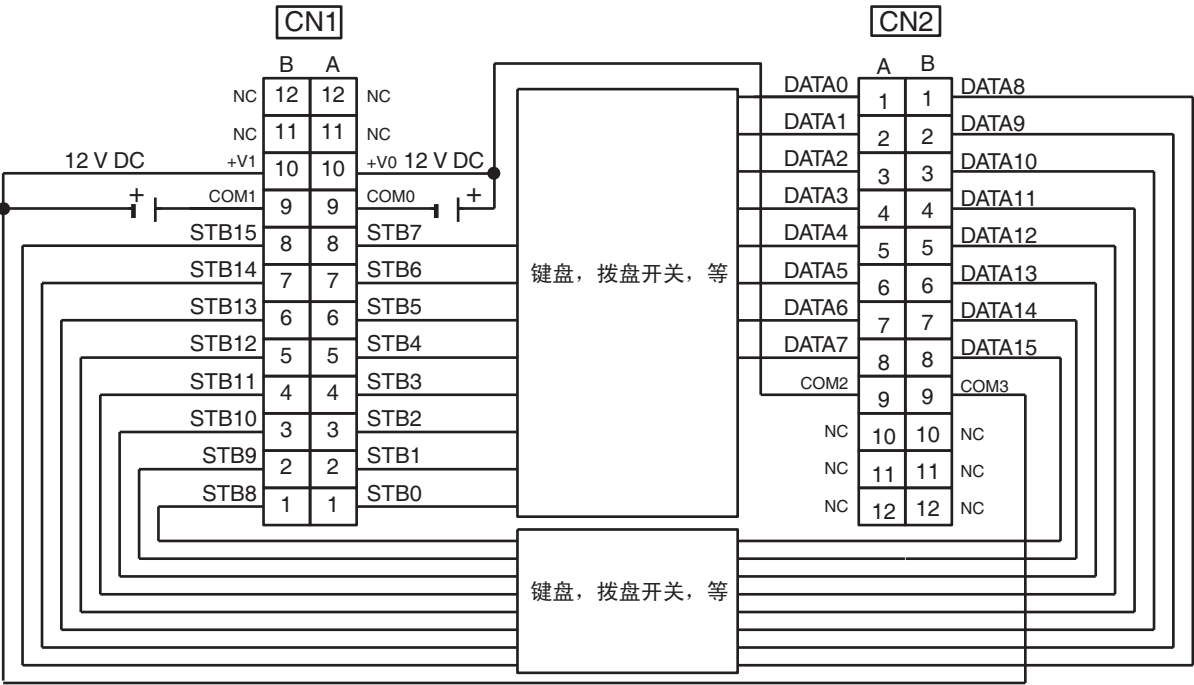 CN1 CN2
B A A B
NC 12 12 NC DATA0 1 1 DATA8
NC 11 11 NC DATA1 2 2 DATA9
12 V DC +V1 10 10 +V0 12 V DC DATA2 3 3 DATA10
+ COM1 9 9 COM0 + DATA3 4 4 DATA11
STB15 8 8 STB7 DATA4 5 5 DATA12
STB14 7 7 STB6 键盘，拨盘开关，等 DATA5 6 6 DATA13
STB13 6 6 STB5 DATA6 7 7 DATA14
STB12 5 5 STB4 DATA7 8 8 DATA15
STB11 4 4 STB3 COM2 9 9 COM3
STB10 3 3 STB2 NC 10 10 NC
STB9 2 2 STB1 NC 11 11 NC
STB8 1 1 STB0 NC 12 12 NC
键盘，拨盘开关，等